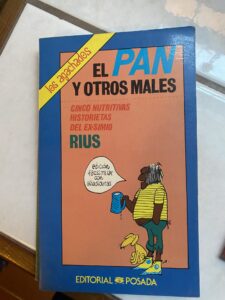 los agachados
EL PAN
Y OTROS MALES
CINCO NUTRITIVAS
HISTORIETAS
DEL EX-SIMIO
RIUS
EDITORIAL POSADA